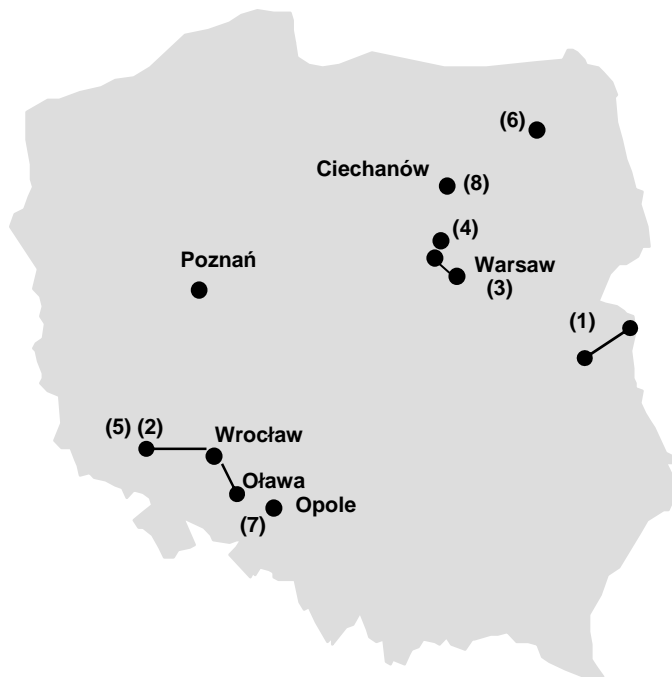 (6)
Ciechanów
(8)
(4)
Poznań
Warsaw
(3)
(1)
(5) (2)
Wrocław
Oława
(7)
Opole